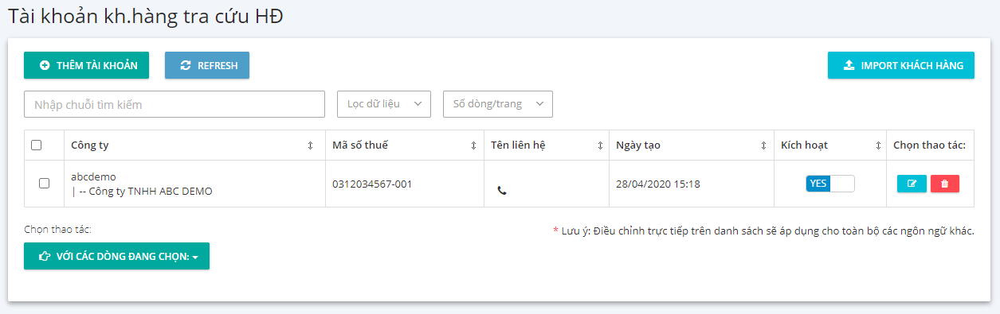 Tài khoản kh.hàng tra cứu HĐ
THÊM TÀI KHOẢN
REFRESH
IMPORT KHÁCH HÀNG
Nhập chuỗi tìm kiếm
Lọc dữ liệu
Số dòng/trang
Công ty
Mã số thuế
Tên liên hệ
Ngày tạo
Kích hoạt
Chọn thao tác:
abcdemo
| -- Công ty TNHH ABC DEMO
0312034567-001
28/04/2020 15:18
YES
Chọn thao tác:
* Lưu ý: Điều chỉnh trực tiếp trên danh sách sẽ áp dụng cho toàn bộ các ngôn ngữ khác.
VỚI CÁC DÒNG ĐANG CHỌN: